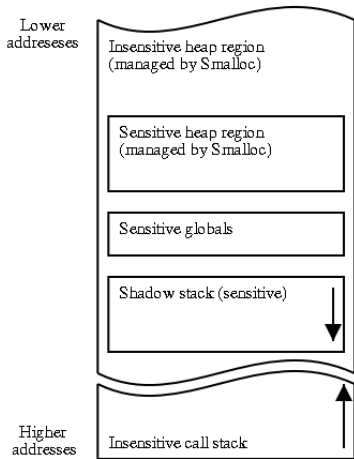 Lower
addreseses
Insensitive heap region
(managed by Smalloc)
Sensitive heap region
(managed by Smalloc)
Sensitive globals
Shadow stack (sensitive)
Higher
addresses
Insensitive call stack